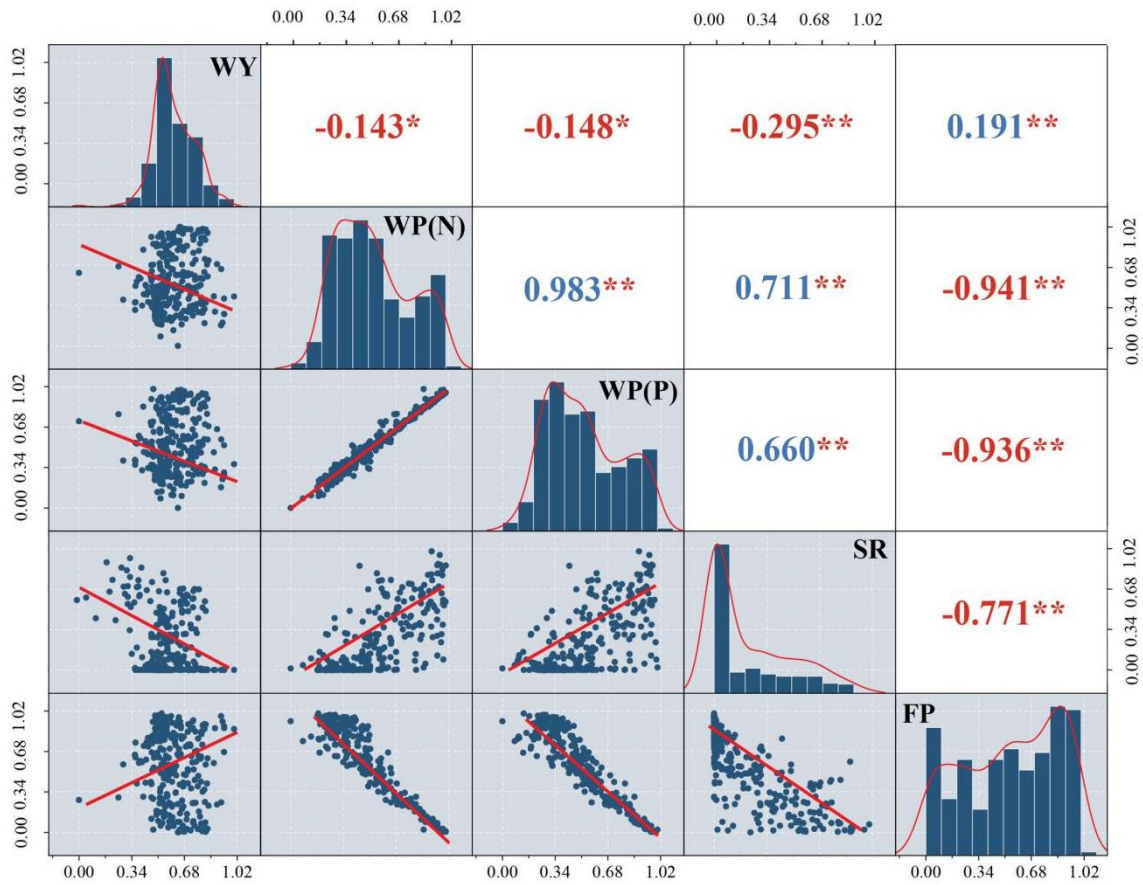 0.00 0.34 0.68 1.02 0.00 0.34 0.68 1.02
0.00 0.34 0.68 1.02 WY -0.143* -0.148* -0.295** 0.191**
WP(N) 0.983** 0.711** -0.941** 0.00 0.34 0.68 1.02
0.00 0.34 0.68 1.02 WP(P) 0.660** -0.936**
SR -0.771** 0.00 0.34 0.68 1.02
0.00 0.34 0.68 1.02 FP
0.00 0.34 0.68 1.02 0.00 0.34 0.68 1.02 0.00 0.34 0.68 1.02